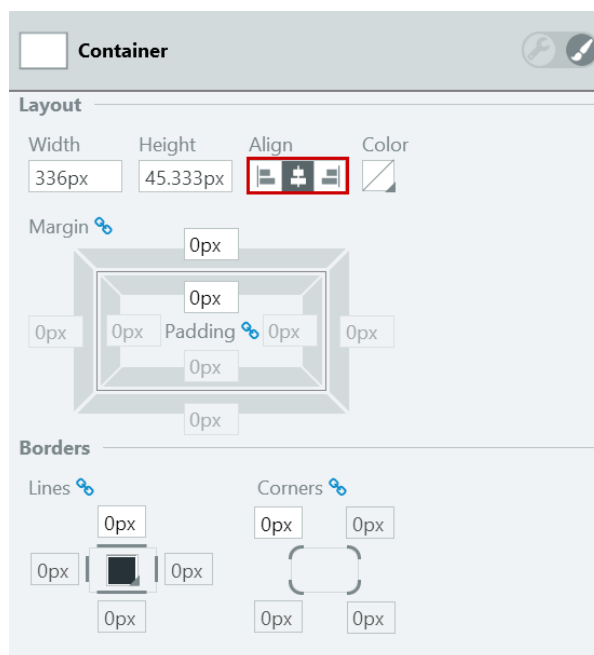 Container
Layout
Width Height Align Color
336px 45.333px
Margin
0px
0px
0px 0px Padding 0px 0px
0px
0px
Borders
Lines Corners
0px 0px 0px
0px 0px
0px 0px 0px